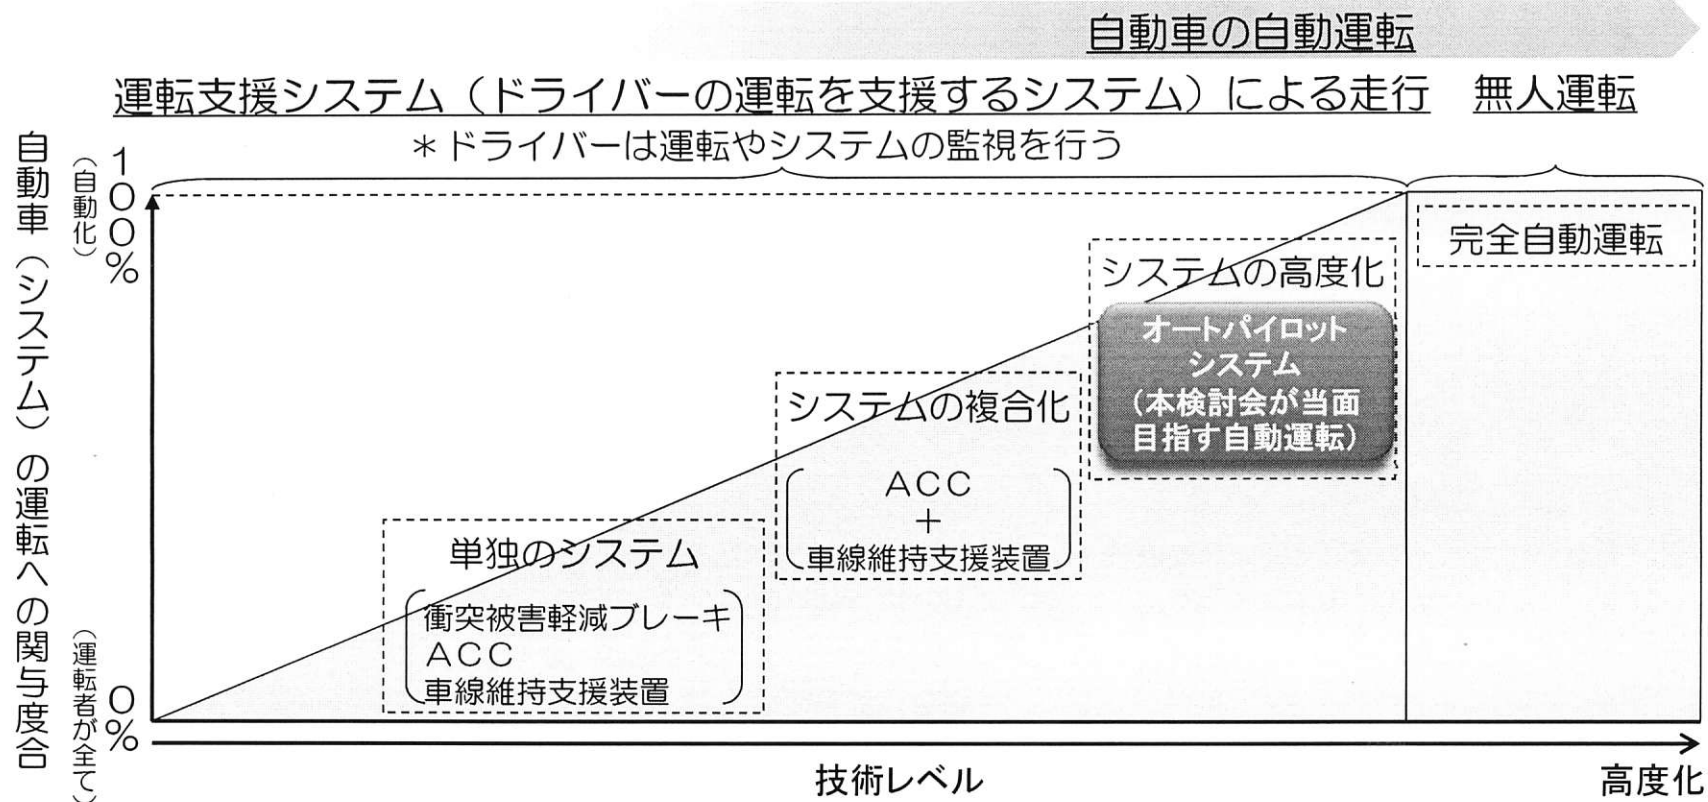 自動車の自動運転
運転支援システム（ドライバーの運転を支援するシステム）による走行
無人運転
＊ドライバーは運転やシステムの監視を行う
自動車（システム）の運転への関与度合
（自動化）
１００％
０％
（運転者が全て）
完全自動運転
システムの高度化
オートパイロット
システム
（本検討会が当面
目指す自動運転）
システムの複合化
ＡＣＣ
＋
車線維持支援装置
単独のシステム
衝突被害軽減ブレーキ
ＡＣＣ
車線維持支援装置
技術レベル
高度化